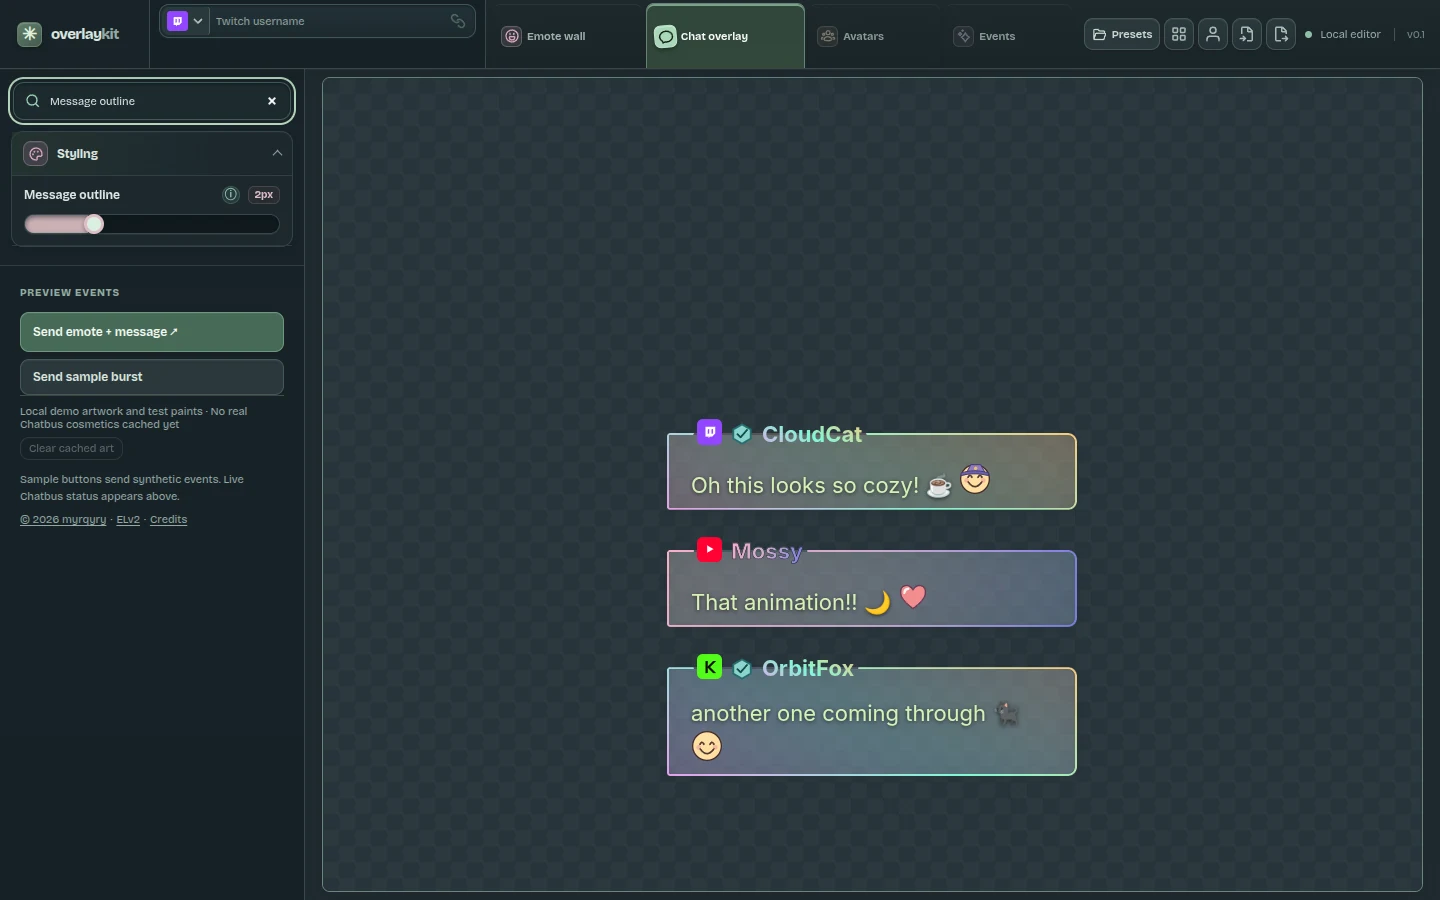 overlaykit
Twitch username
Emote wall
Chat overlay
Avatars
Events
Presets
Local editor
v0.1
Message outline
Styling
Message outline
2px
PREVIEW EVENTS
Send emote + message ↗
Send sample burst
Local demo artwork and test paints · No real
Chatbus cosmetics cached yet
Clear cached art
Sample buttons send synthetic events. Live
Chatbus status appears above.
© 2026 myrqyry · ELv2 · Credits
CloudCat
Oh this looks so cozy! ☕
Mossy
That animation!! 🌙
K OrbitFox
another one coming through 🐈‍⬛